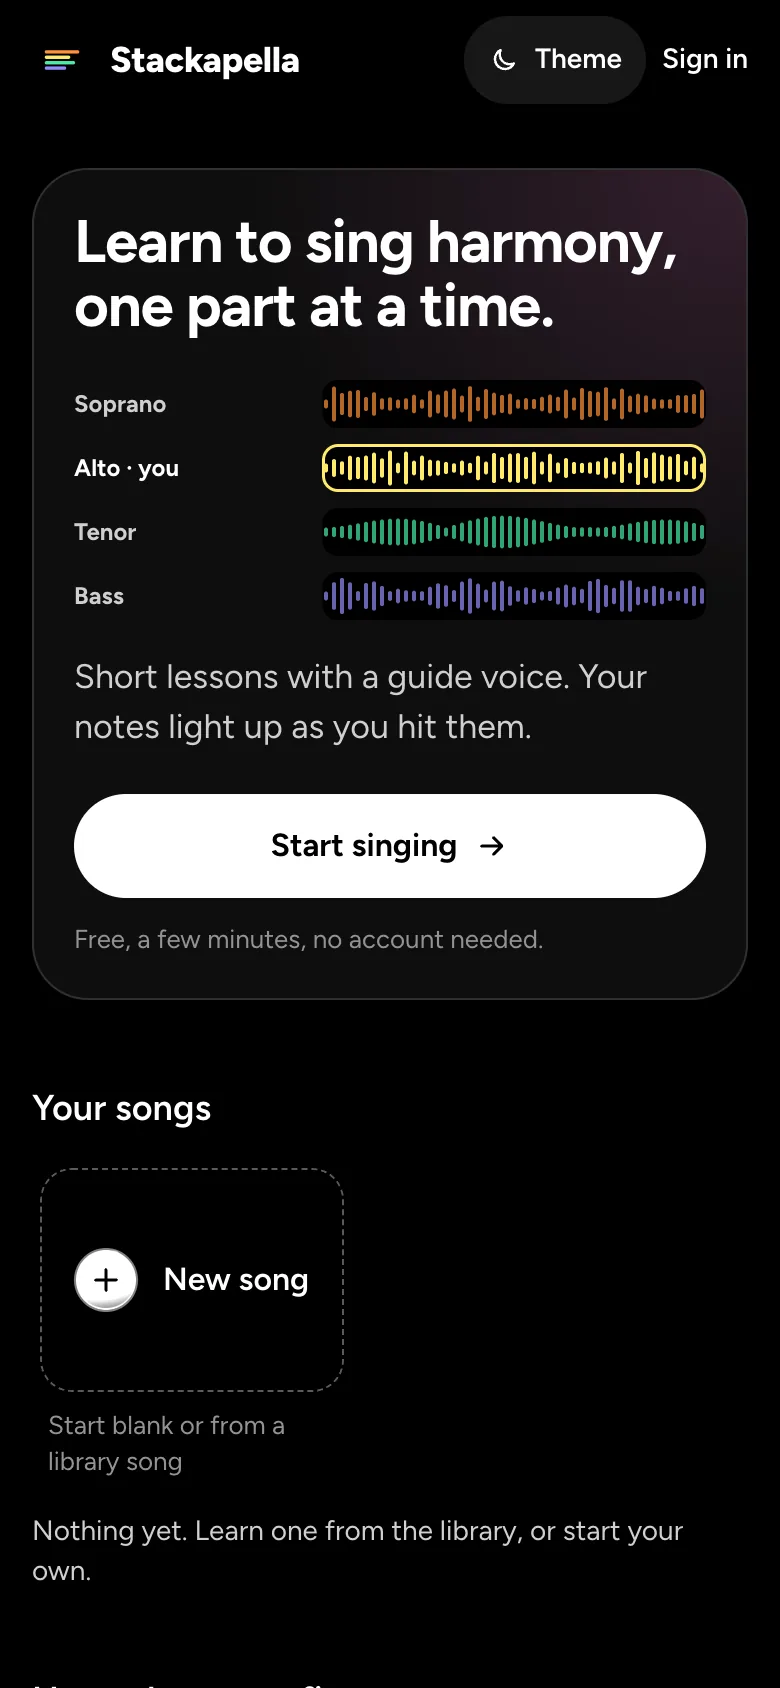 Stackapella
Theme
Sign in
Learn to sing harmony,
one part at a time.
Soprano
Alto · you
Tenor
Bass
Short lessons with a guide voice. Your
notes light up as you hit them.
Start singing →
Free, a few minutes, no account needed.
Your songs
New song
Start blank or from a
library song
Nothing yet. Learn one from the library, or start your
own.